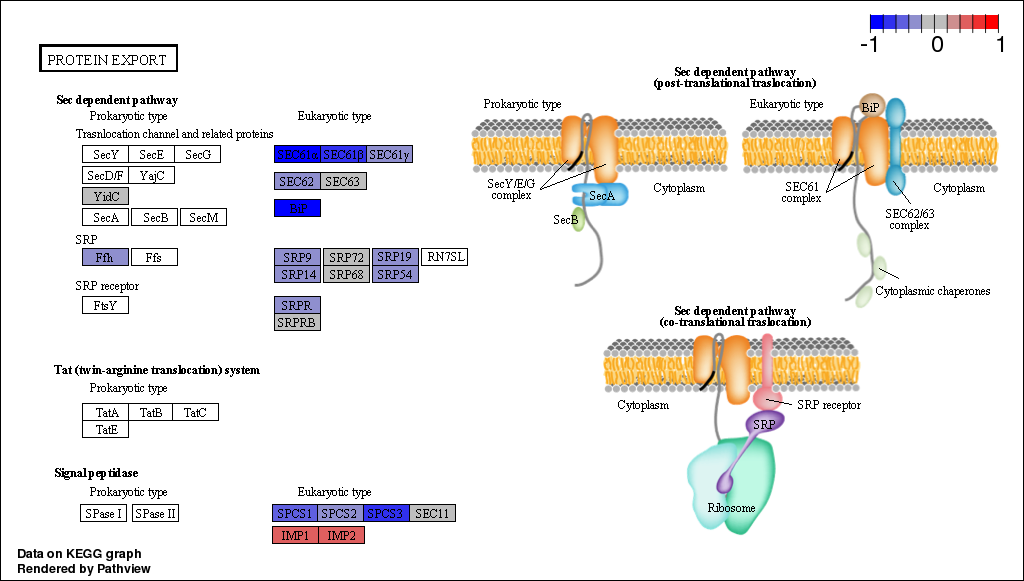 -1 0 1
PROTEIN EXPORT
Sec dependent pathway
Prokaryotic type
Eukaryotic type
Trasnlocation channel and related proteins
SecY SecE SecG
SEC61α SEC61β SEC61γ
SecD/F YajC
SEC62 SEC63
YidC
BiP
SecA SecB SecM
SRP
Ffh Ffs
SRP9 SRP72 SRP19 RN7SL
SRP14 SRP68 SRP54
SRP receptor
FtsY
SRPR
SRPRB
Tat (twin-arginine translocation) system
Prokaryotic type
TatA TatB TatC
TatE
Signal peptidase
Prokaryotic type
Eukaryotic type
SPase I SPase II
SPCS1 SPCS2 SPCS3 SEC11
IMP1 IMP2
Data on KEGG graph
Rendered by Pathview
Sec dependent pathway
(post-translational traslocation)
Prokaryotic type
SecY/E/G
complex
SecA
SecB
Cytoplasm
Eukaryotic type
BiP
SEC61
complex
Cytoplasm
SEC62/63
complex
Cytoplasmic chaperones
Sec dependent pathway
(co-translational traslocation)
Cytoplasm
SRP receptor
SRP
Ribosome